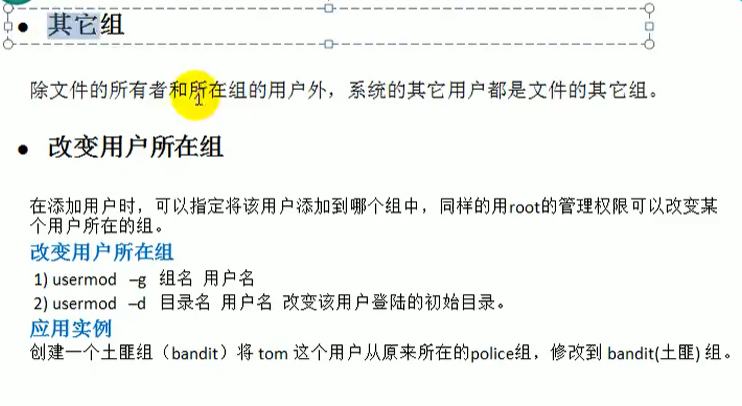 ● 其它组
除文件的所有者和所在组的用户外，系统的其它用户都是文件的其它组。
● 改变用户所在组
在添加用户时，可以指定将该用户添加到哪个组中，同样的用root的管理权限可以改变某
个用户所在的组。
改变用户所在组
1) usermod –g 组名 用户名
2) usermod –d 目录名 用户名 改变该用户登陆的初始目录。
应用实例
创建一个土匪组（bandit）将 tom 这个用户从原来所在的police组，修改到 bandit(土匪) 组。